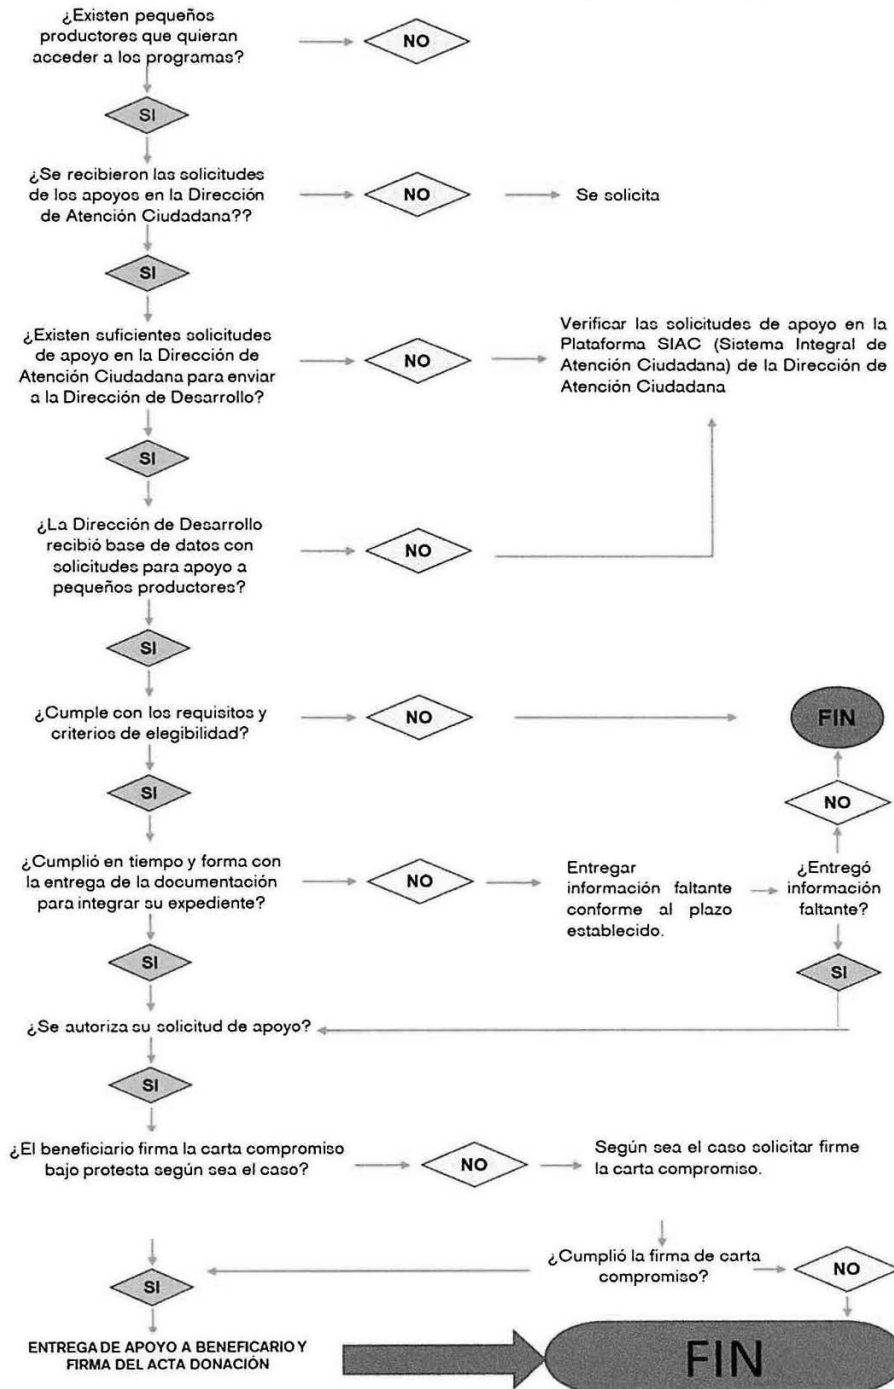 ¿Existen pequeños
productores que quieran
acceder a los programas?
NO
SI
¿Se recibieron las solicitudes
de los apoyos en la Dirección
de Atención Ciudadana??
NO
Se solicita
SI
¿Existen suficientes solicitudes
de apoyo en la Dirección de
Atención Ciudadana para enviar
a la Dirección de Desarrollo?
NO
Verificar las solicitudes de apoyo en la
Plataforma SIAC (Sistema Integral de
Atención Ciudadana) de la Dirección de
Atención Ciudadana
SI
¿La Dirección de Desarrollo
recibió base de datos con
solicitudes para apoyo a
pequeños productores?
NO
SI
¿Cumple con los requisitos y
criterios de elegibilidad?
NO
FIN
NO
SI
¿Cumplió en tiempo y forma con
la entrega de la documentación
para integrar su expediente?
NO
Entregar
información faltante
conforme al plazo
establecido.
¿Entregó
información
faltante?
SI
SI
¿Se autoriza su solicitud de apoyo?
SI
¿El beneficiario firma la carta compromiso
bajo protesta según sea el caso?
NO
Según sea el caso solicitar firme
la carta compromiso.
¿Cumplió la firma de carta
compromiso?
NO
SI
ENTREGA DE APOYO A BENEFICARIO Y
FIRMA DEL ACTA DONACIÓN
FIN